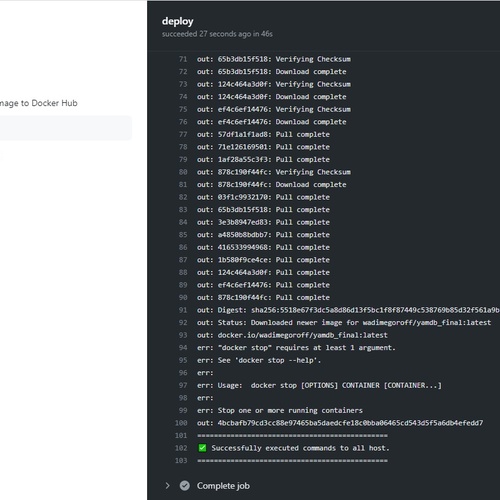 deploy
succeeded 27 seconds ago in 46s
mage to Docker Hub
71 out: 65b3db15f518: Verifying Checksum
72 out: 65b3db15f518: Download complete
73 out: 124c464a3d0f: Verifying Checksum
74 out: 124c464a3d0f: Download complete
75 out: ef4c6ef14476: Verifying Checksum
76 out: ef4c6ef14476: Download complete
77 out: 57df1a1f1ad8: Pull complete
78 out: 71e126169501: Pull complete
79 out: 1af28a55c3f3: Pull complete
80 out: 878c190f44fc: Verifying Checksum
81 out: 878c190f44fc: Download complete
82 out: 03f1c9932170: Pull complete
83 out: 65b3db15f518: Pull complete
84 out: 3e3b8947ed83: Pull complete
85 out: a4850b8bdbb7: Pull complete
86 out: 416533994968: Pull complete
87 out: 1b580f9ce4ce: Pull complete
88 out: 124c464a3d0f: Pull complete
89 out: ef4c6ef14476: Pull complete
90 out: 878c190f44fc: Pull complete
91 out: Digest: sha256:5518e67f3dc5a8d86d13f5bc1f8f87449c538769b85d32f561a9b
92 out: Status: Downloaded newer image for wadimegoroff/yamdb_final:latest
93 out: docker.io/wadimegoroff/yamdb_final:latest
94 err: "docker stop" requires at least 1 argument.
95 err: See 'docker stop --help'.
96 err:
97 err: Usage:  docker stop [OPTIONS] CONTAINER [CONTAINER...]
98 err:
99 err: Stop one or more running containers
100 out: 4bcbafb79cd3cc88e97465ba5daedcfe18c0bba06465cd543d5f5a6db4efedd7
101 ==============================================
102 ✅ Successfully executed commands to all host.
103 ==============================================
Complete job